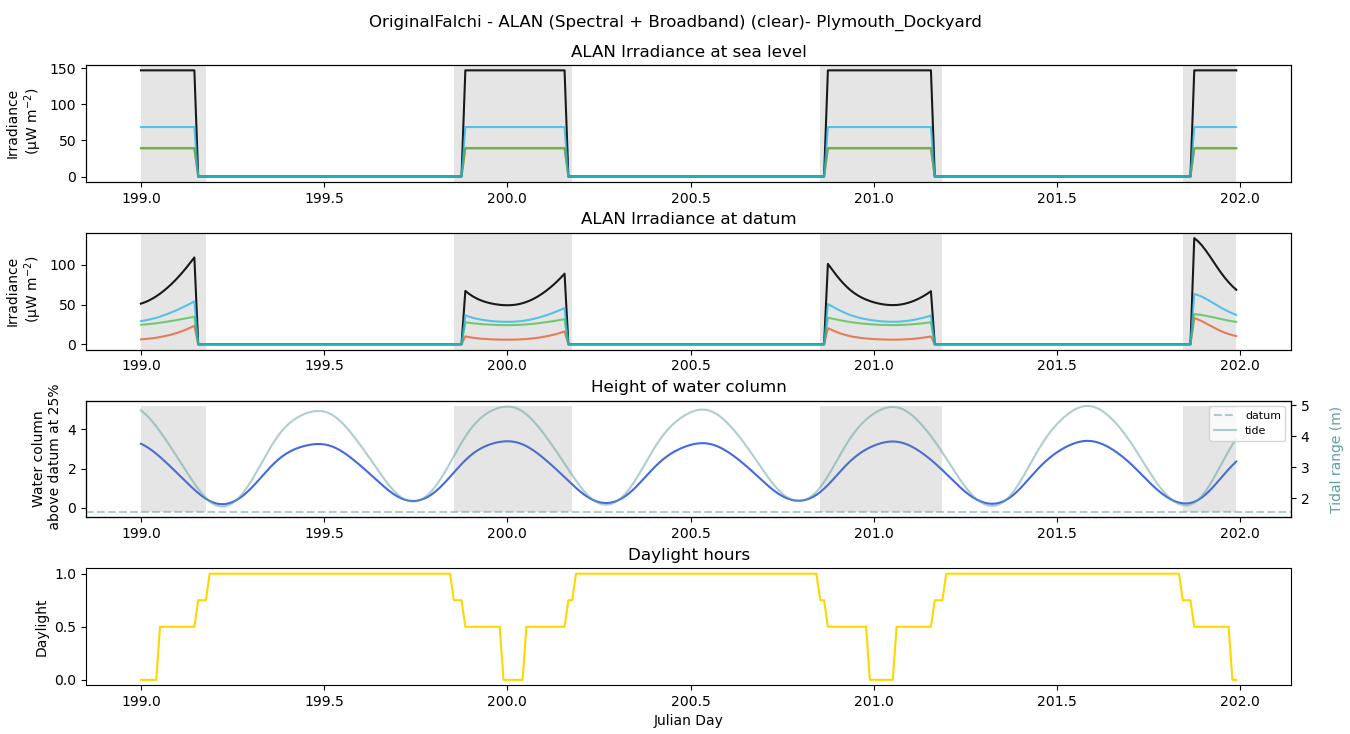 OriginalFalchi - ALAN (Spectral + Broadband) (clear)- Plymouth_Dockyard
ALAN Irradiance at sea level
Irradiance
(μW m⁻²)
150
100
50
0
199.0 199.5 200.0 200.5 201.0 201.5 202.0
ALAN Irradiance at datum
Irradiance
(μW m⁻²)
100
50
0
199.0 199.5 200.0 200.5 201.0 201.5 202.0
Height of water column
Water column
above datum at 25%
4
2
0
datum
tide
5
4
3
2
Tidal range (m)
199.0 199.5 200.0 200.5 201.0 201.5 202.0
Daylight hours
Daylight
1.0
0.5
0.0
199.0 199.5 200.0 200.5 201.0 201.5 202.0
Julian Day